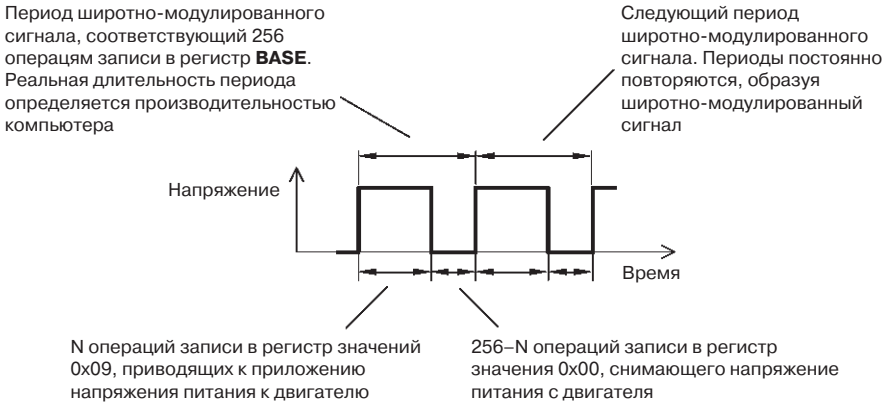 Период широтно-модулированного
сигнала, соответствующий 256
операцям записи в регистр BASE.
Реальная длительность периода
определяется производительностью
компьютера
Следующий период
широтно-модулированного
сигнала. Периоды постоянно
повторяются, образуя
широтно-модулированный
сигнал
Напряжение
Время
N операций записи в регистр значений
0x09, приводящих к приложению
напряжения питания к двигателю
256–N операций записи в регистр
значения 0x00, снимающего напряжение
питания с двигателя